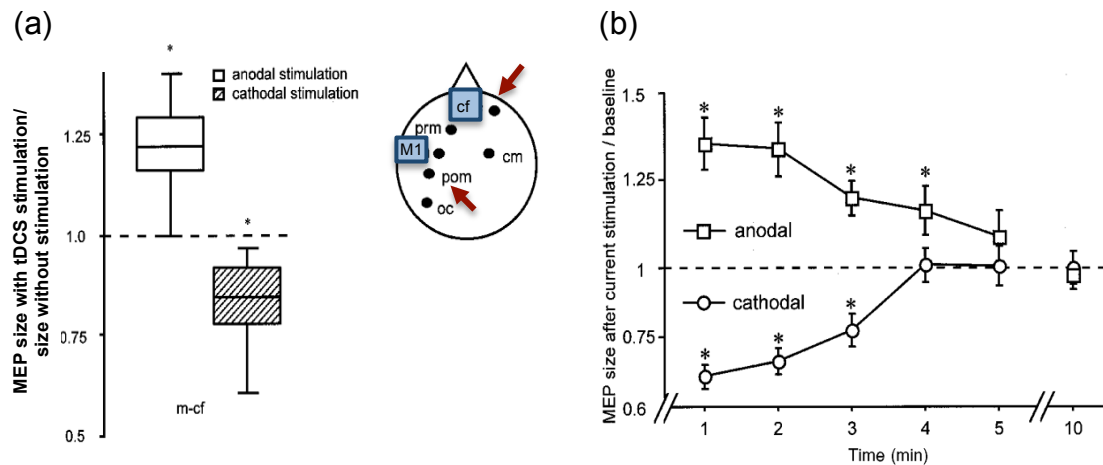 (a)
MEP size with tDCS stimulation/
size without stimulation
1.25
1.0
0.75
0.5
*
*
anodal stimulation
cathodal stimulation
m-cf
cf
prm
M1
cm
pom
oc
(b)
MEP size after current stimulation / baseline
1.5
1.25
1
0.75
0.6
* * * *
anodal
cathodal
* * *
1 2 3 4 5 10
Time (min)